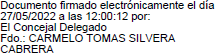 Documento firmado electrónicamente el día
27/05/2022 a las 12:00:12 por:
El Concejal Delegado
Fdo.: CARMELO TOMAS SILVERA
CABRERA